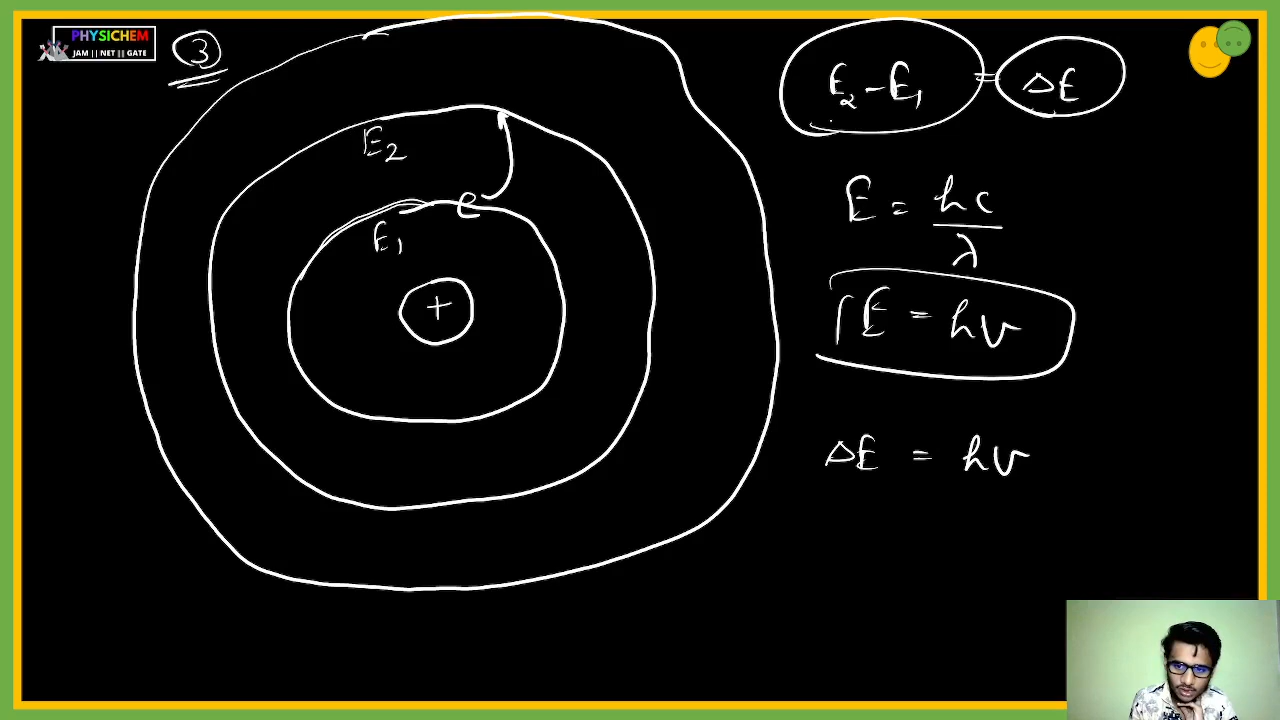 PHYSICHEM
JAM || NET || GATE
3
E₂
e
E₁
+
E₂ - E₁ = ΔE
E = hc/λ
E = hν
ΔE = hν